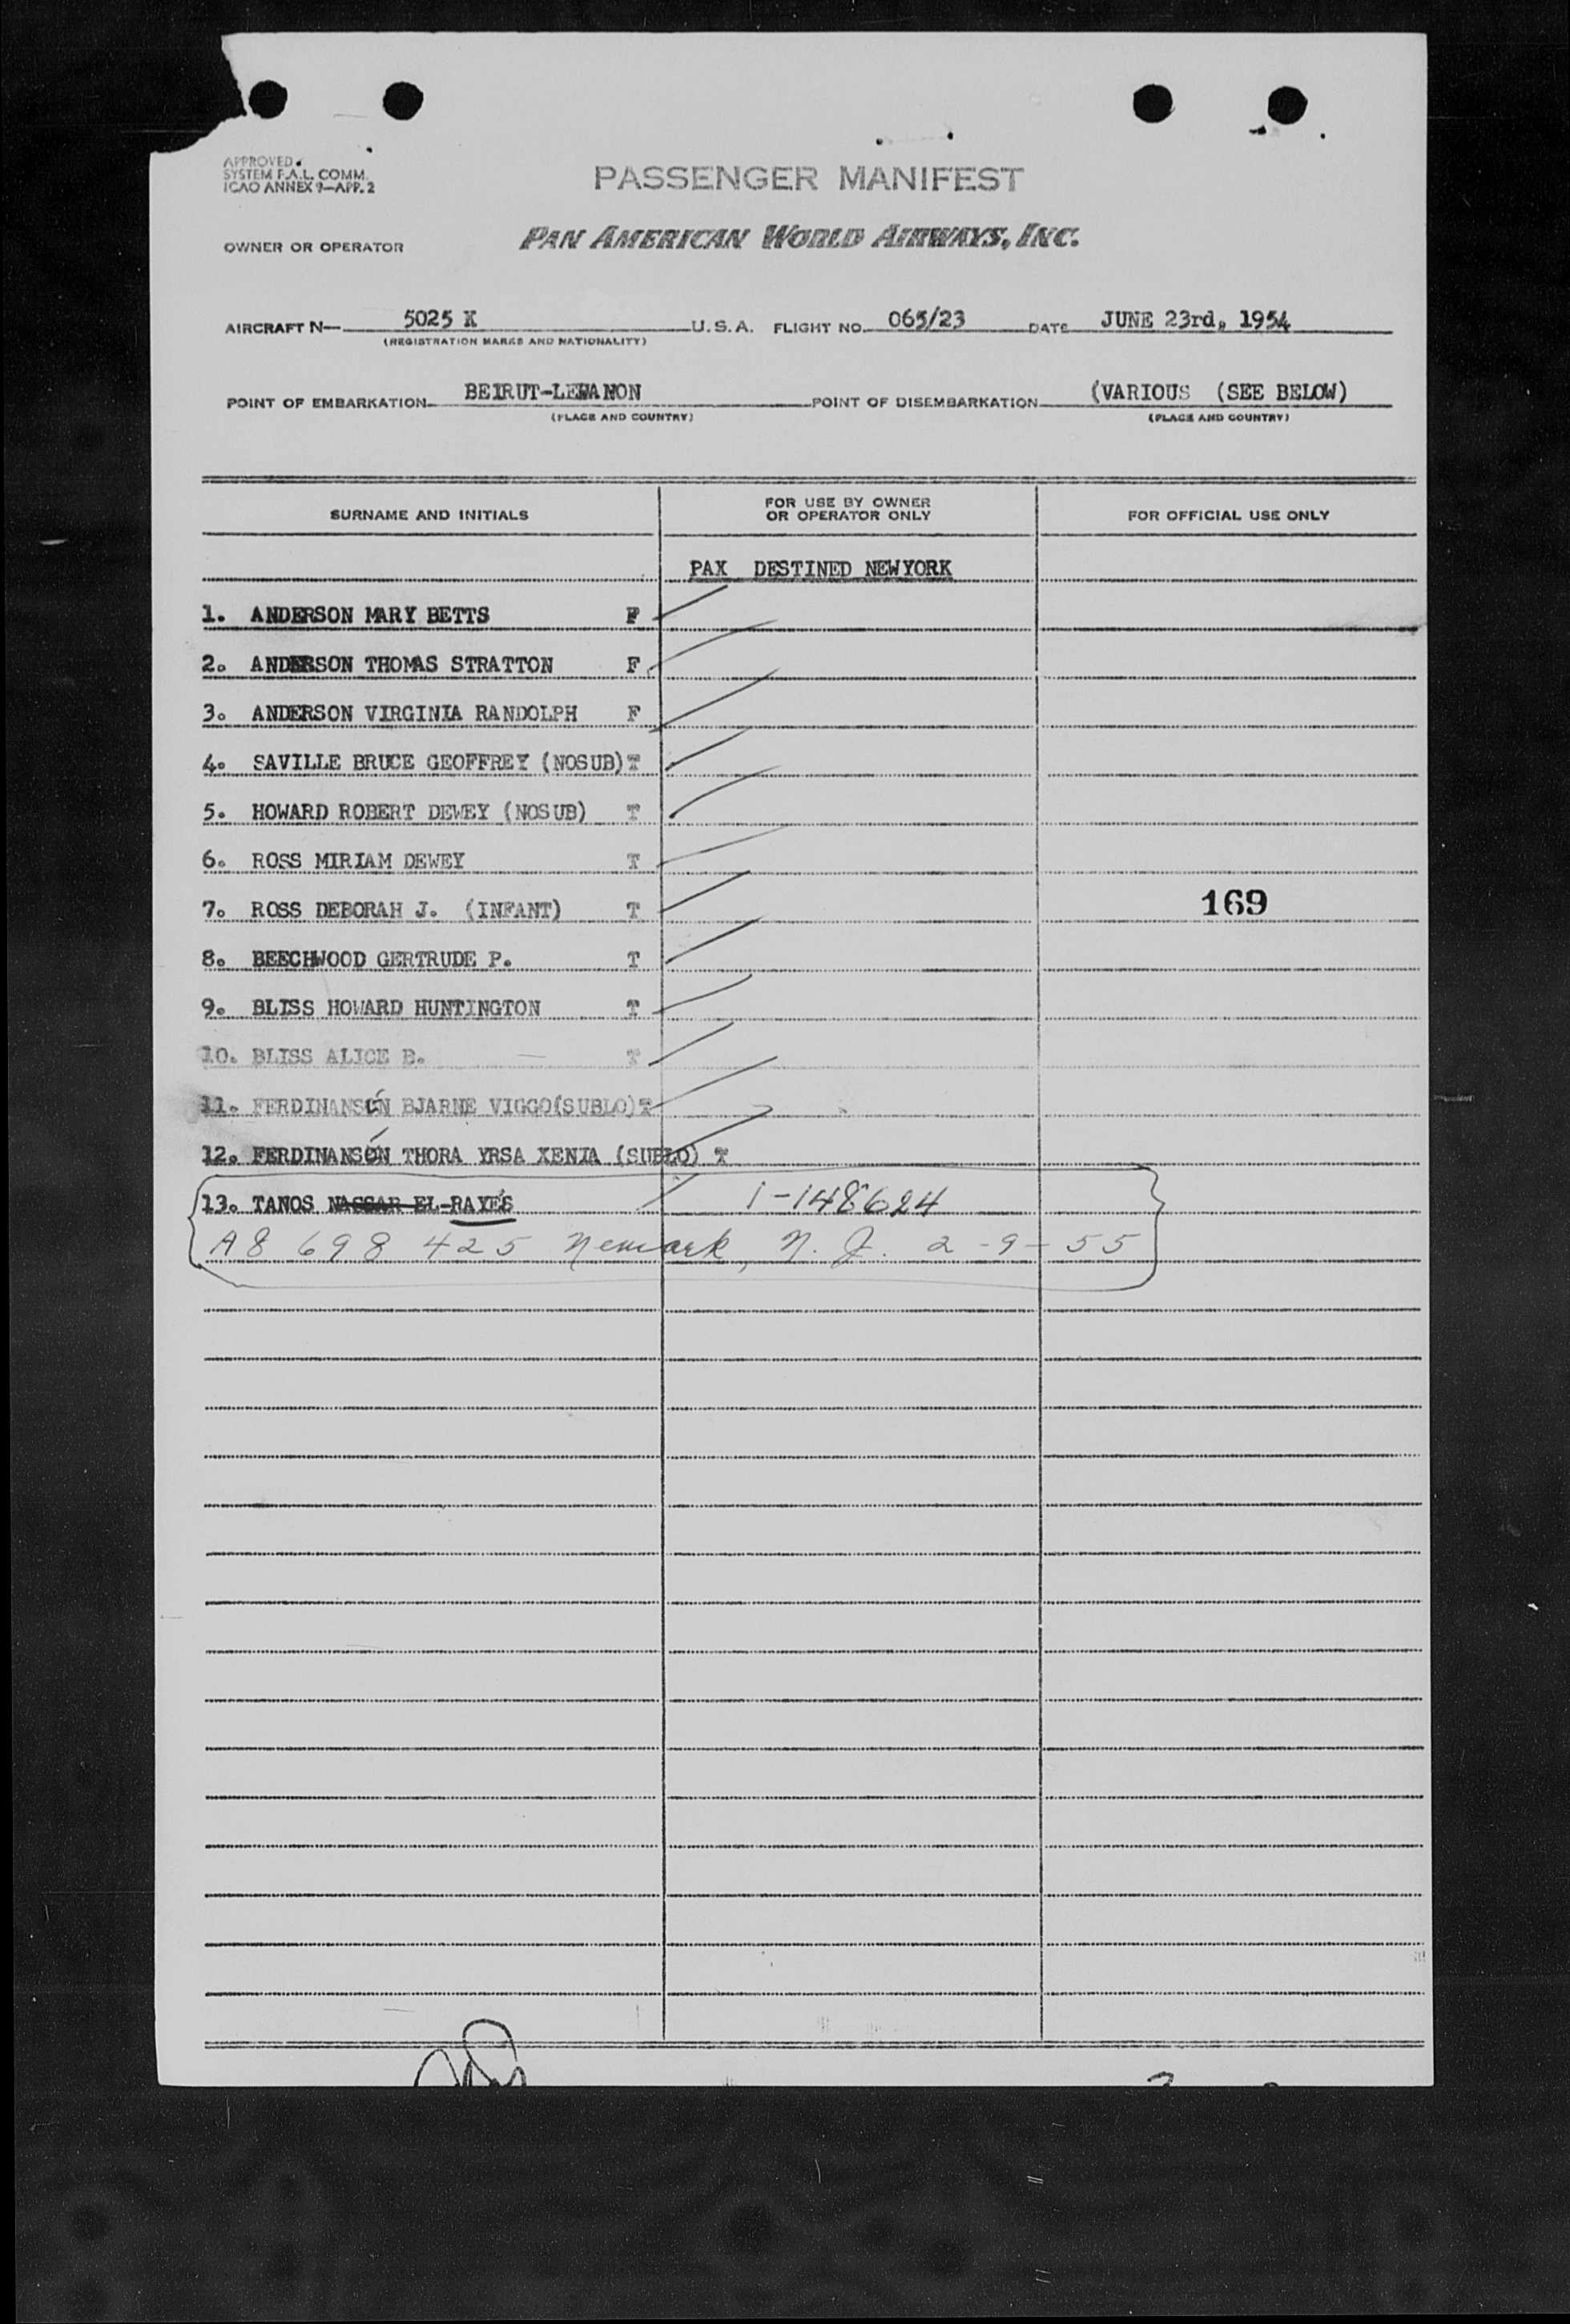 APPROVED
SYSTEM F.A.L. COMM.
ICAO ANNEX 9—APP. 2
PASSENGER MANIFEST
OWNER OR OPERATOR PAN AMERICAN WORLD AIRWAYS, INC.
AIRCRAFT N— 5025 K U.S.A. FLIGHT NO. 065/23 DATE JUNE 23rd, 1954
(REGISTRATION MARKS AND NATIONALITY)
POINT OF EMBARKATION BEIRUT-LEBANON POINT OF DISEMBARKATION (VARIOUS (SEE BELOW)
(PLACE AND COUNTRY) (PLACE AND COUNTRY)
SURNAME AND INITIALS FOR USE BY OWNER OR OPERATOR ONLY FOR OFFICIAL USE ONLY
PAX DESTINED NEWYORK
1. ANDERSON MARY BETTS F
2. ANDERSON THOMAS STRATTON F
3. ANDERSON VIRGINIA RANDOLPH F
4. SAVILLE BRUCE GEOFFREY (NOSUB) T
5. HOWARD ROBERT DEWEY (NOSUB) T
6. ROSS MIRIAM DEWEY T
7. ROSS DEBORAH J. (INFANT) T 169
8. BEECHWOOD GERTRUDE P. T
9. BLISS HOWARD HUNTINGTON T
10. BLISS ALICE B. T
11. FERDINANSEN BJARNE VIGGO(SUBLO) T
12. FERDINANSEN THORA YRSA XENIA (SUBLO) T
13. TANOS NASSAR EL-RAYES 1-148624
A8 698 425 Newark, N. J. 2-9-55